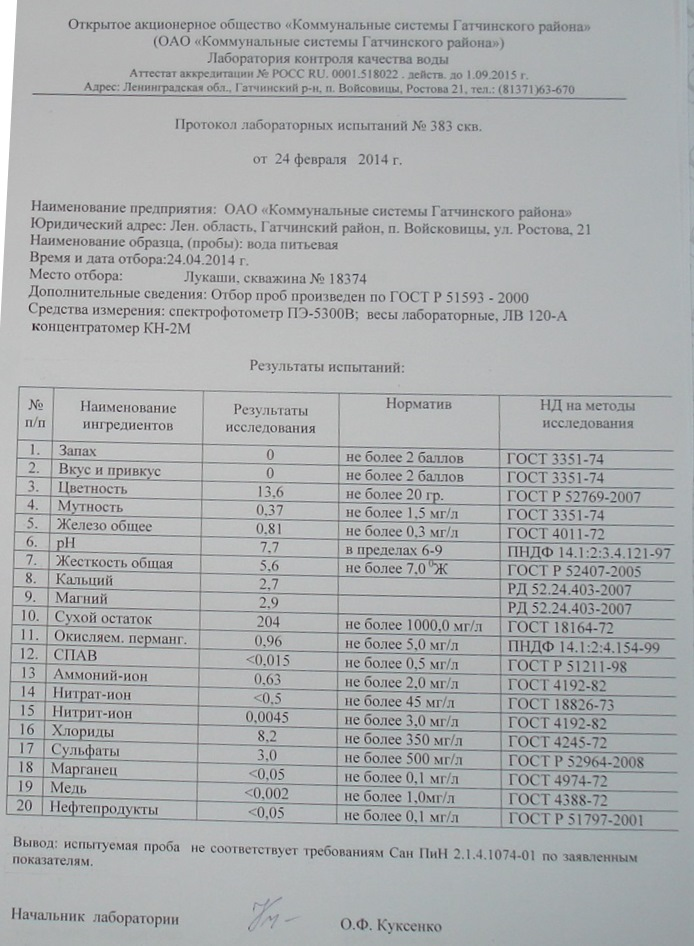 Открытое акционерное общество «Коммунальные системы Гатчинского района»
(ОАО «Коммунальные системы Гатчинского района»)
Лаборатория контроля качества воды
Аттестат аккредитации № РОСС RU. 0001.518022 . действ. до 1.09.2015 г.
Адрес: Ленинградская обл., Гатчинский р-н, п. Войсовицы, Ростова 21, тел.: (81371)63-670
Протокол лабораторных испытаний № 383 скв.
от 24 февраля 2014 г.
Наименование предприятия: ОАО «Коммунальные системы Гатчинского района»
Юридический адрес: Лен. область, Гатчинский район, п. Войсковицы, ул. Ростова, 21
Наименование образца, (пробы): вода питьевая
Время и дата отбора:24.04.2014 г.
Место отбора: Лукаши, скважина № 18374
Дополнительные сведения: Отбор проб произведен по ГОСТ Р 51593 - 2000
Средства измерения: спектрофотометр ПЭ-5300В; весы лабораторные, ЛВ 120-А
концентратомер КН-2М
Результаты испытаний:
№ п/п Наименование ингредиентов Результаты исследования Норматив НД на методы исследования
1. Запах 0 не более 2 баллов ГОСТ 3351-74
2. Вкус и привкус 0 не более 2 баллов ГОСТ 3351-74
3. Цветность 13,6 не более 20 гр. ГОСТ Р 52769-2007
4. Мутность 0,37 не более 1,5 мг/л ГОСТ 3351-74
5. Железо общее 0,81 не более 0,3 мг/л ГОСТ 4011-72
6. pH 7,7 в пределах 6-9 ПНДФ 14.1:2:3.4.121-97
7. Жесткость общая 5,6 не более 7,0 ⁰Ж ГОСТ Р 52407-2005
8. Кальций 2,7 РД 52.24.403-2007
9. Магний 2,9 РД 52.24.403-2007
10. Сухой остаток 204 не более 1000,0 мг/л ГОСТ 18164-72
11. Окисляем. перманг. 0,96 не более 5,0 мг/л ПНДФ 14.1:2:4.154-99
12. СПАВ <0,015 не более 0,5 мг/л ГОСТ Р 51211-98
13 Аммоний-ион 0,63 не более 2,0 мг/л ГОСТ 4192-82
14 Нитрат-ион <0,5 не более 45 мг/л ГОСТ 18826-73
15 Нитрит-ион 0,0045 не более 3,0 мг/л ГОСТ 4192-82
16 Хлориды 8,2 не более 350 мг/л ГОСТ 4245-72
17 Сульфаты 3,0 не более 500 мг/л ГОСТ Р 52964-2008
18 Марганец <0,05 не более 0,1 мг/л ГОСТ 4974-72
19 Медь <0,002 не более 1,0мг/л ГОСТ 4388-72
20 Нефтепродукты <0,05 не более 0,1 мг/л ГОСТ Р 51797-2001
Вывод: испытуемая проба не соответствует требованиям Сан ПиН 2.1.4.1074-01 по заявленным
показателям.
Начальник лаборатории О.Ф. Куксенко